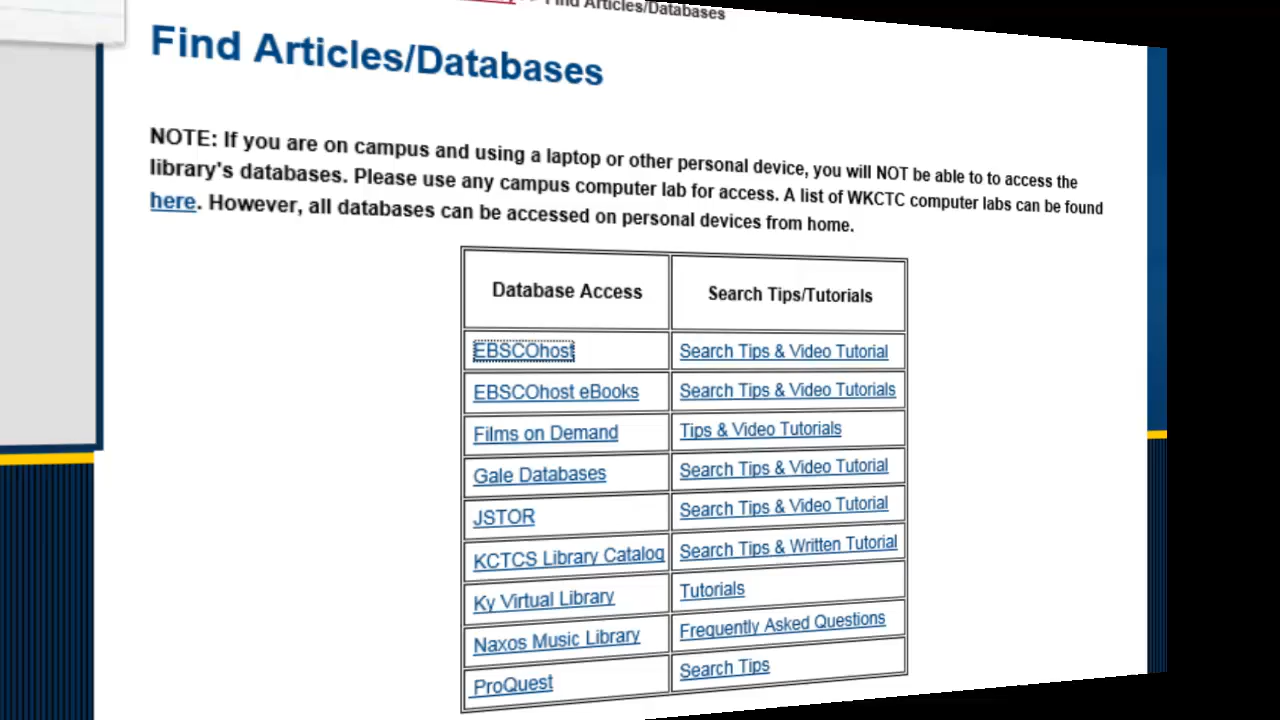 Find Articles/Databases
Find Articles/Databases
NOTE: If you are on campus and using a laptop or other personal device, you will NOT be able to to access the
library's databases. Please use any campus computer lab for access. A list of WKCTC computer labs can be found
here. However, all databases can be accessed on personal devices from home.
Database Access Search Tips/Tutorials
EBSCOhost Search Tips & Video Tutorial
EBSCOhost eBooks Search Tips & Video Tutorials
Films on Demand Tips & Video Tutorials
Gale Databases Search Tips & Video Tutorial
JSTOR Search Tips & Video Tutorial
KCTCS Library Catalog Search Tips & Written Tutorial
Ky Virtual Library Tutorials
Naxos Music Library Frequently Asked Questions
ProQuest Search Tips